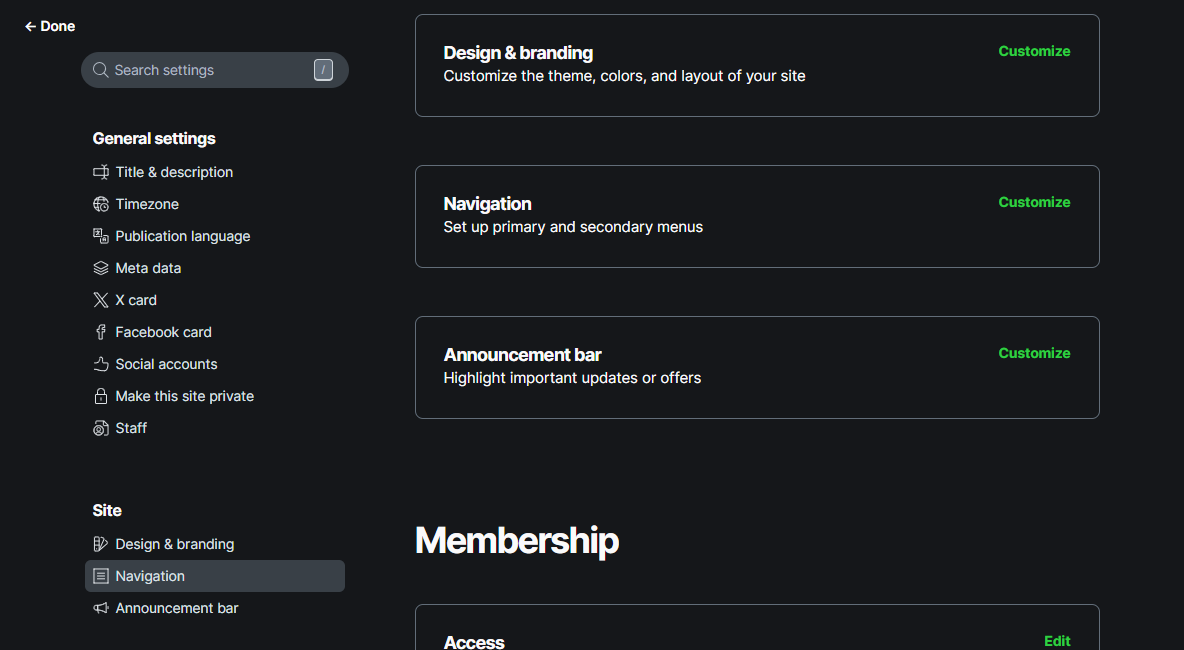 ← Done
Search settings /
General settings
Title & description
Timezone
Publication language
Meta data
X card
Facebook card
Social accounts
Make this site private
Staff
Site
Design & branding
Navigation
Announcement bar
Design & branding
Customize
Customize the theme, colors, and layout of your site
Navigation
Customize
Set up primary and secondary menus
Announcement bar
Customize
Highlight important updates or offers
Membership
Access
Edit